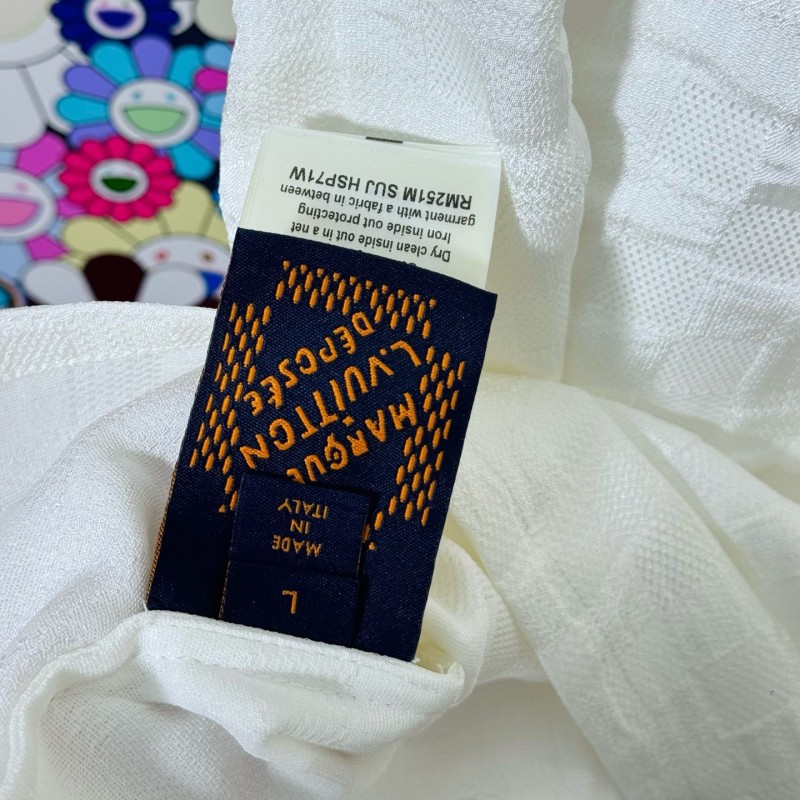 L
MADE
IN
ITALY
MARQUE
L.VUITTON
DÉPOSÉE
Dry clean inside out in a net
Iron inside out protecting
garment with a fabric in between
RM251M SUJ HSP71W